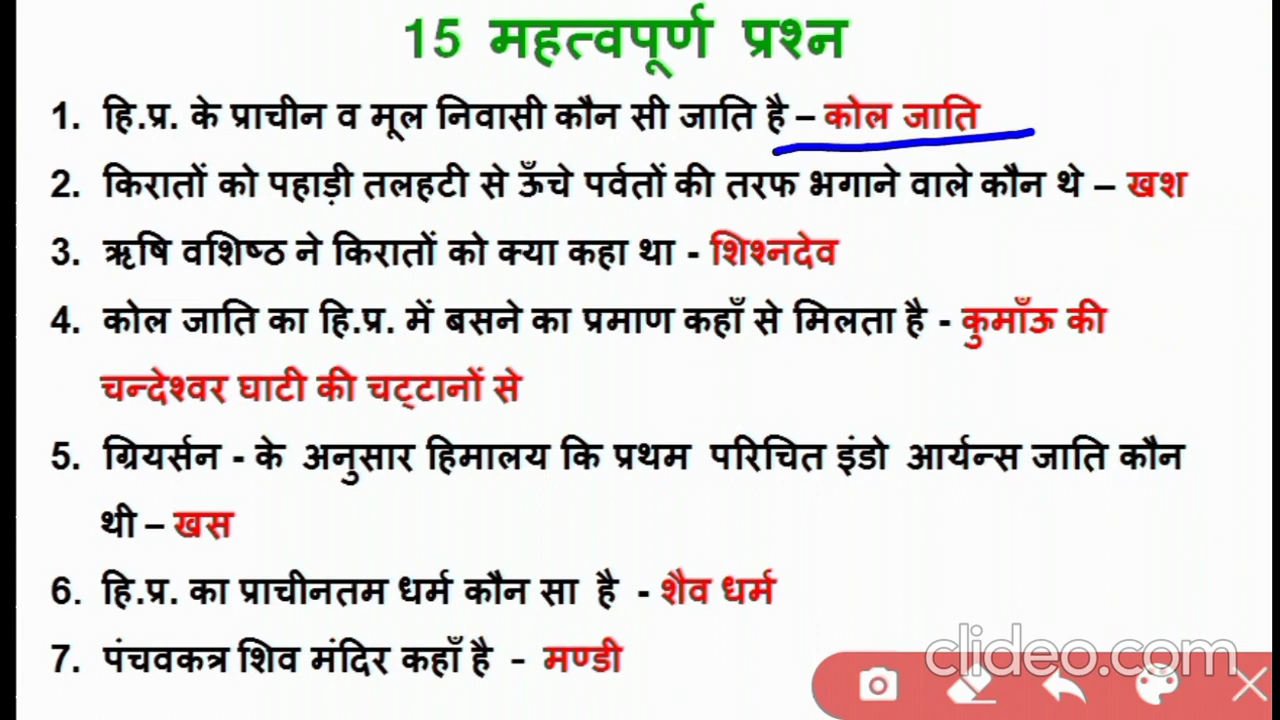 15 महत्वपूर्ण प्रश्न
1. हि.प्र. के प्राचीन व मूल निवासी कौन सी जाति है – कोल जाति
2. किरातों को पहाड़ी तलहटी से ऊँचे पर्वतों की तरफ भगाने वाले कौन थे – खश
3. ऋषि वशिष्ठ ने किरातों को क्या कहा था - शिश्नदेव
4. कोल जाति का हि.प्र. में बसने का प्रमाण कहाँ से मिलता है - कुमाँऊ की
चन्देश्वर घाटी की चट्टानों से
5. ग्रियर्सन - के अनुसार हिमालय कि प्रथम परिचित इंडो आर्यन्स जाति कौन
थी – खस
6. हि.प्र. का प्राचीनतम धर्म कौन सा है - शैव धर्म
7. पंचवकत्र शिव मंदिर कहाँ है - मण्डी
clideo.com